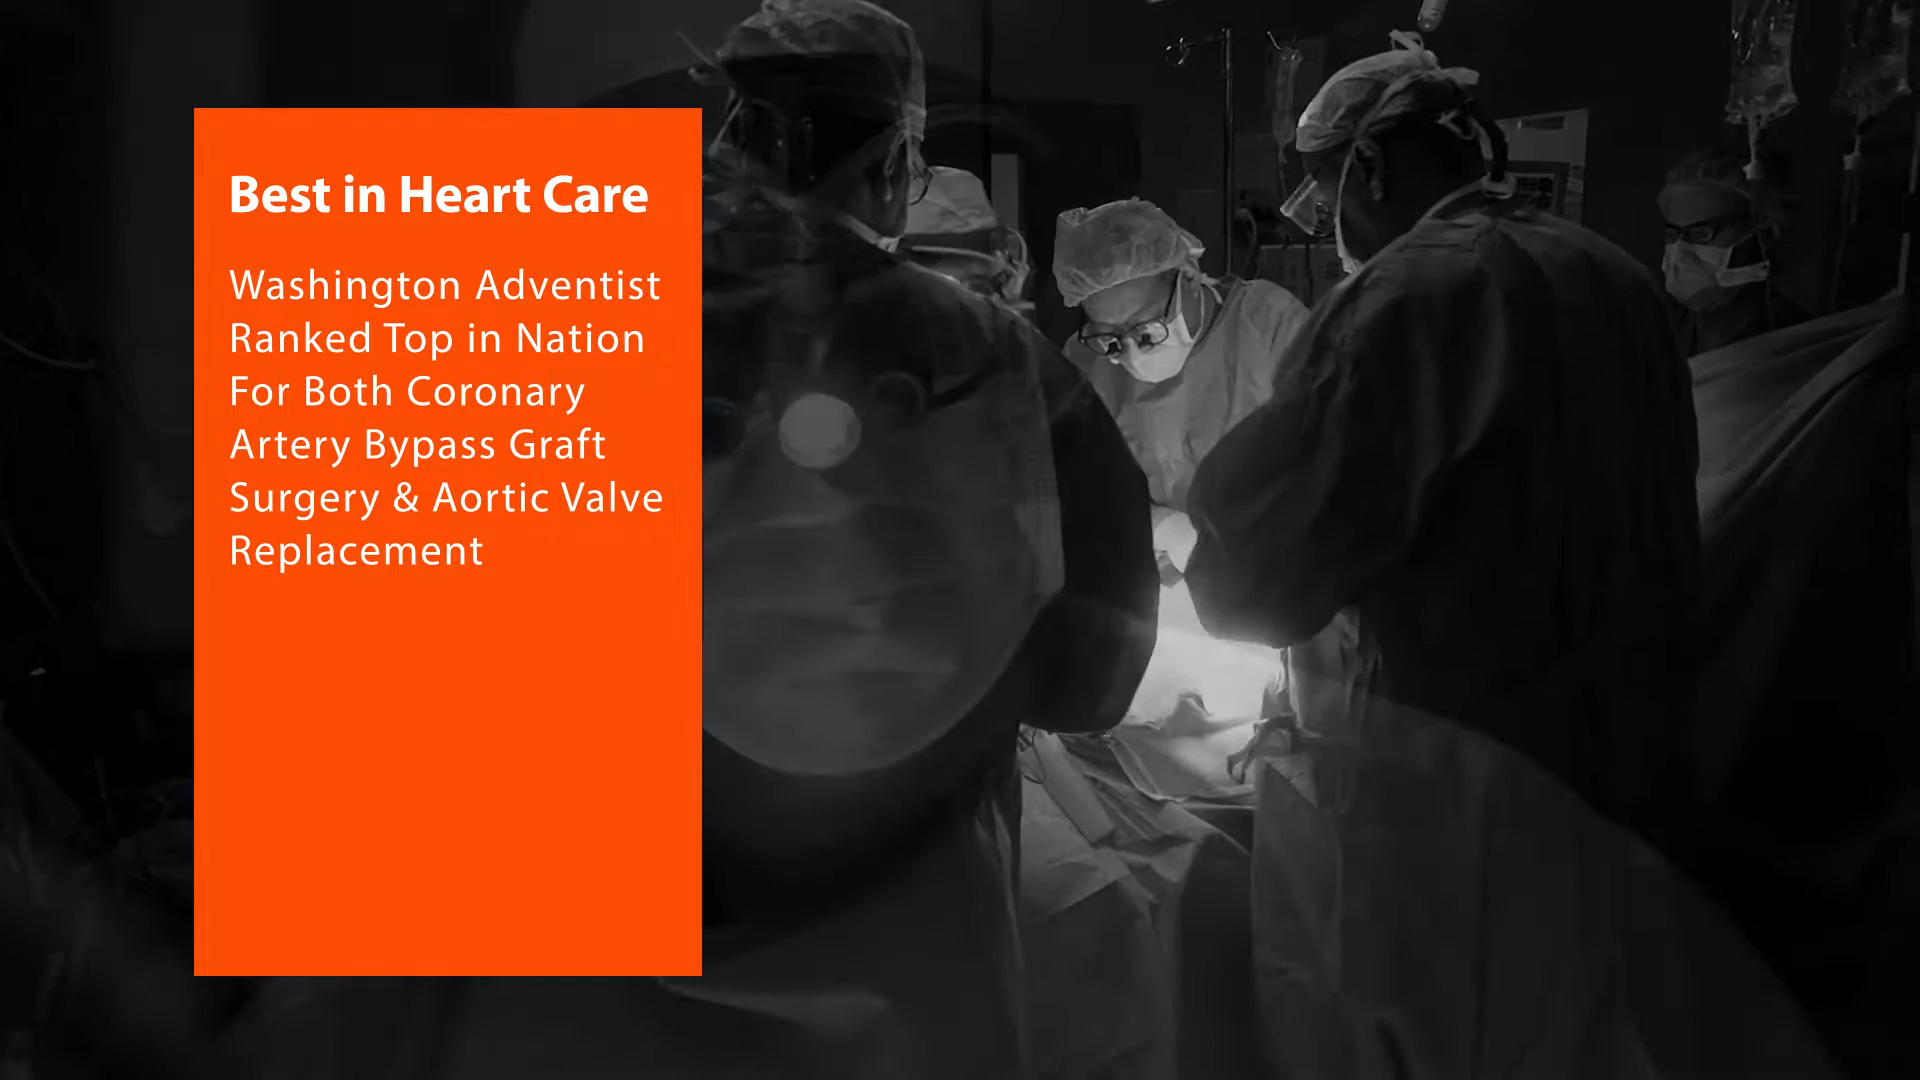 Best in Heart Care
Washington Adventist
Ranked Top in Nation
For Both Coronary
Artery Bypass Graft
Surgery & Aortic Valve
Replacement